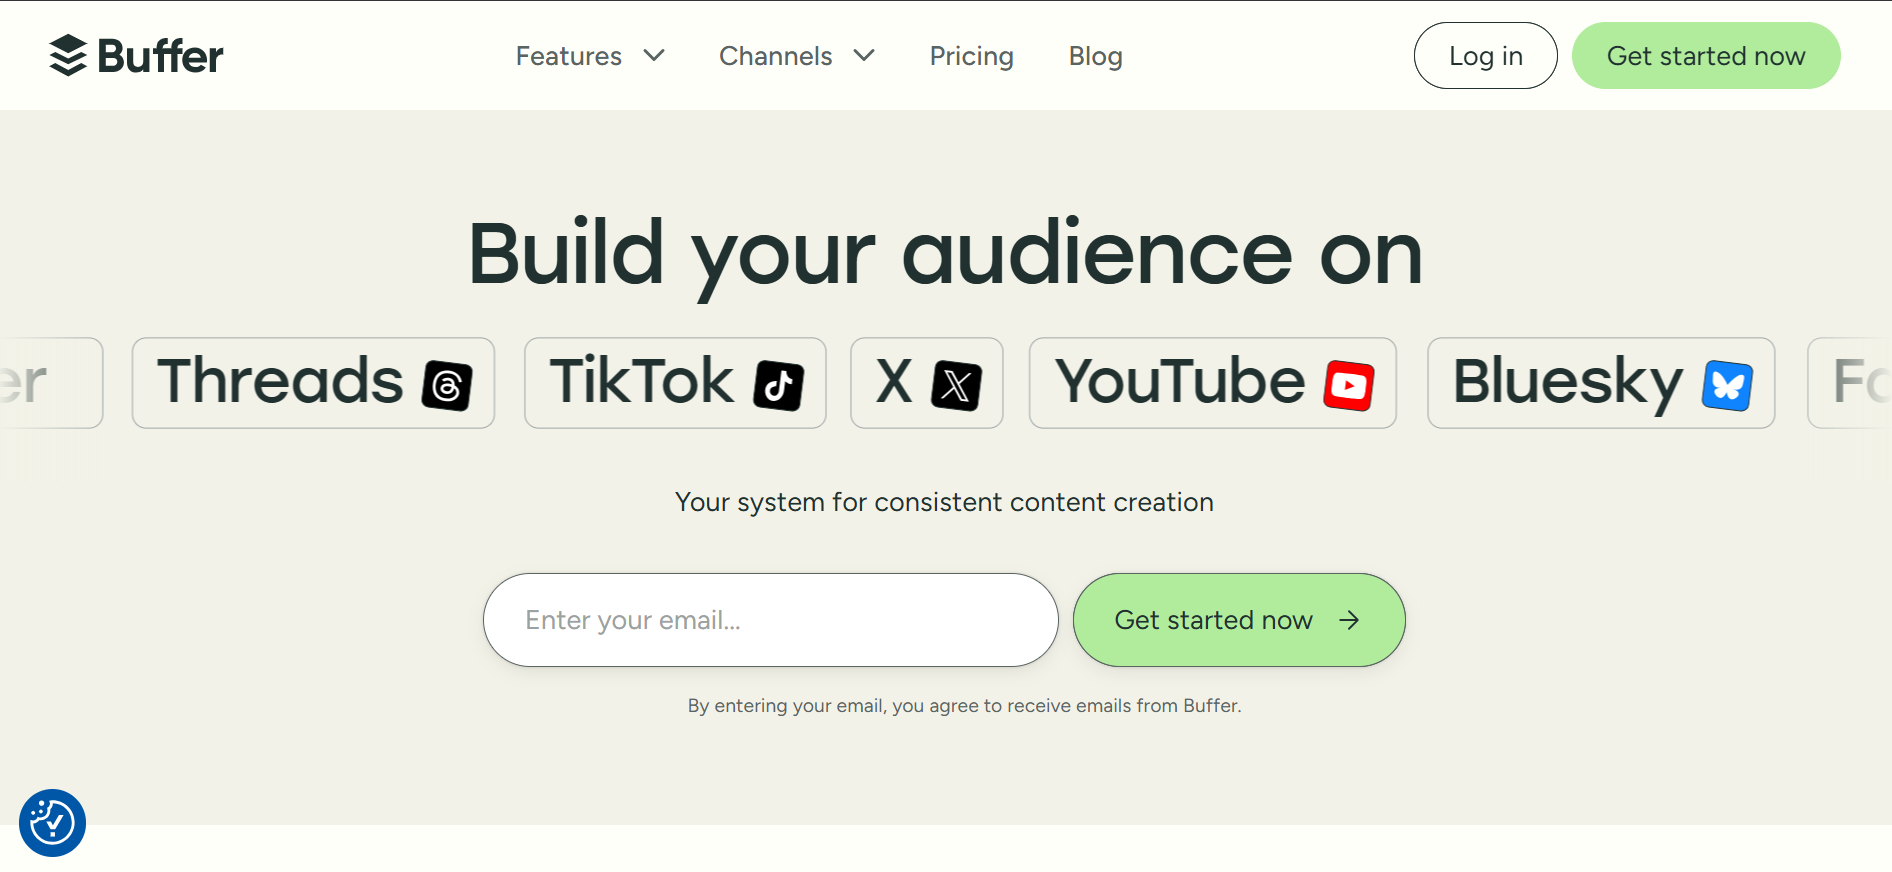 Buffer
Features Channels Pricing Blog Log in Get started now
Build your audience on
Threads TikTok X YouTube Bluesky
Your system for consistent content creation
Enter your email... Get started now →
By entering your email, you agree to receive emails from Buffer.